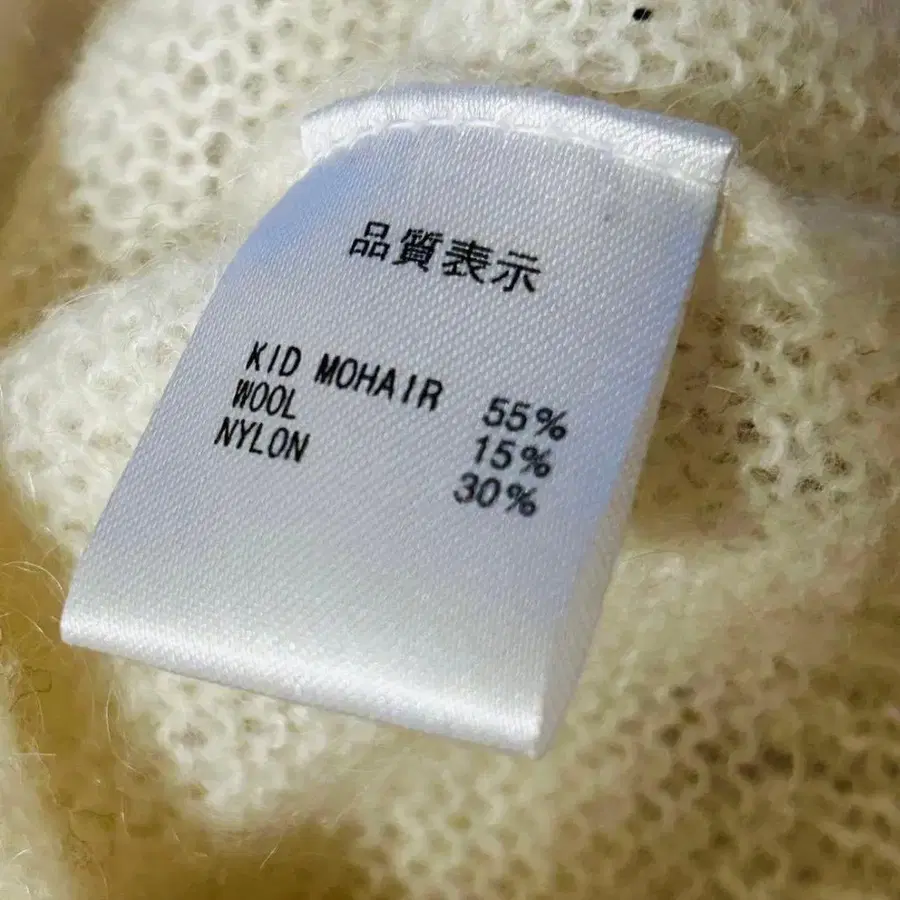 品質表示
KID MOHAIR 55%
WOOL 15%
NYLON 30%